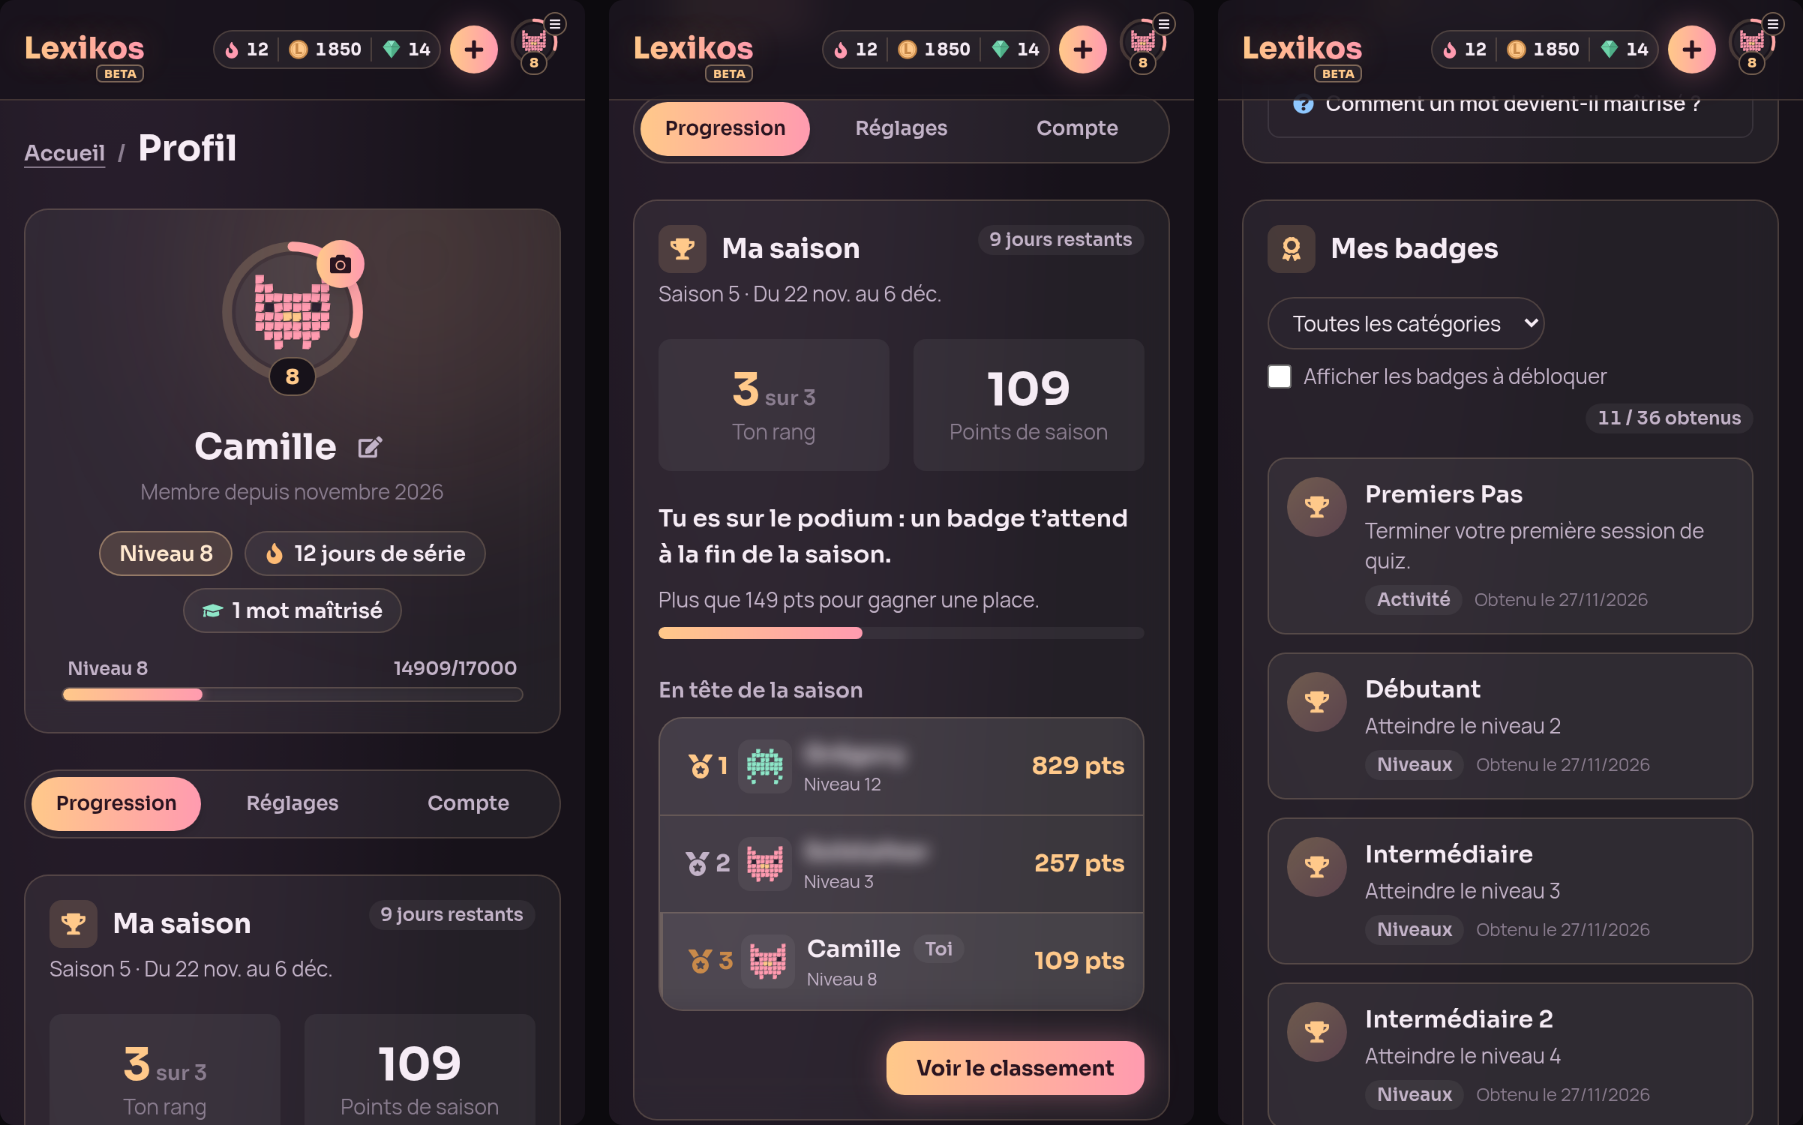 Lexikos
BETA
12
1850
14
8
Accueil / Profil
8
Camille
Membre depuis novembre 2026
Niveau 8
12 jours de série
1 mot maîtrisé
Niveau 8
14909/17000
Progression
Réglages
Compte
Ma saison
9 jours restants
Saison 5 · Du 22 nov. au 6 déc.
3 sur 3
Ton rang
109
Points de saison
Lexikos
BETA
12
1850
14
8
Progression
Réglages
Compte
Ma saison
9 jours restants
Saison 5 · Du 22 nov. au 6 déc.
3 sur 3
Ton rang
109
Points de saison
Tu es sur le podium : un badge t’attend
à la fin de la saison.
Plus que 149 pts pour gagner une place.
En tête de la saison
1
Niveau 12
829 pts
2
Niveau 3
257 pts
3
Camille
Toi
Niveau 8
109 pts
Voir le classement
Lexikos
BETA
12
1850
14
8
Comment un mot devient-il maîtrisé ?
Mes badges
Toutes les catégories
Afficher les badges à débloquer
11 / 36 obtenus
Premiers Pas
Terminer votre première session de
quiz.
Activité
Obtenu le 27/11/2026
Débutant
Atteindre le niveau 2
Niveaux
Obtenu le 27/11/2026
Intermédiaire
Atteindre le niveau 3
Niveaux
Obtenu le 27/11/2026
Intermédiaire 2
Atteindre le niveau 4
Niveaux
Obtenu le 27/11/2026